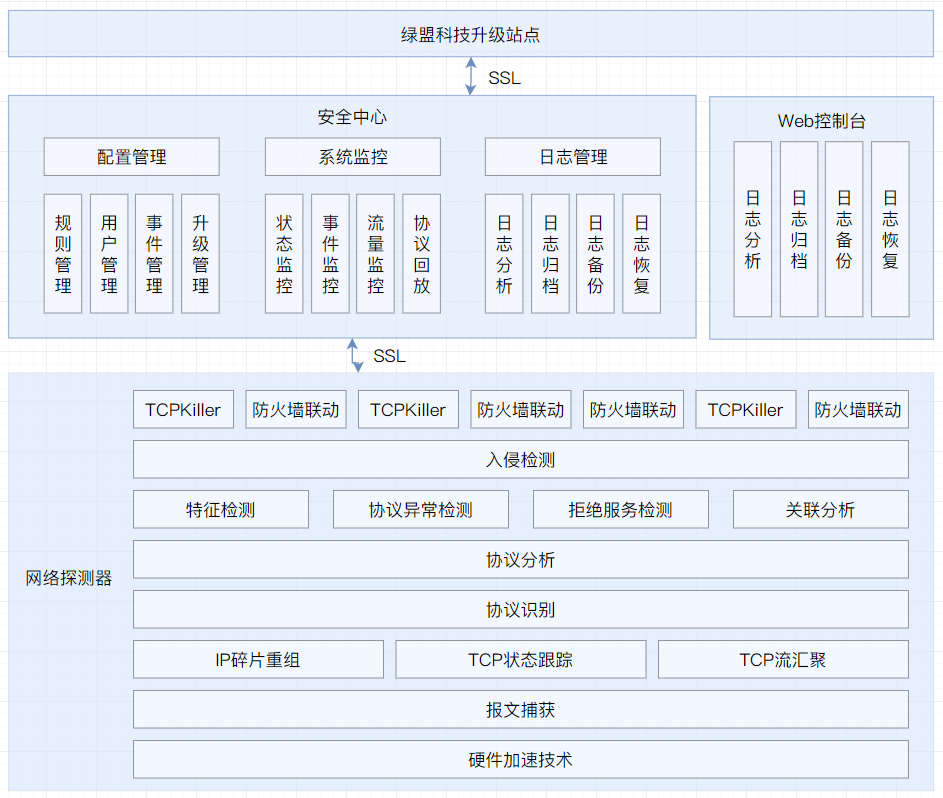 绿盟科技升级站点
SSL
安全中心
配置管理
系统监控
日志管理
规则管理
用户管理
事件管理
升级管理
状态监控
事件监控
流量监控
协议回放
日志分析
日志归档
日志备份
日志恢复
Web控制台
日志分析
日志归档
日志备份
日志恢复
SSL
网络探测器
TCPKiller
防火墙联动
TCPKiller
防火墙联动
防火墙联动
TCPKiller
防火墙联动
入侵检测
特征检测
协议异常检测
拒绝服务检测
关联分析
协议分析
协议识别
IP碎片重组
TCP状态跟踪
TCP流汇聚
报文捕获
硬件加速技术